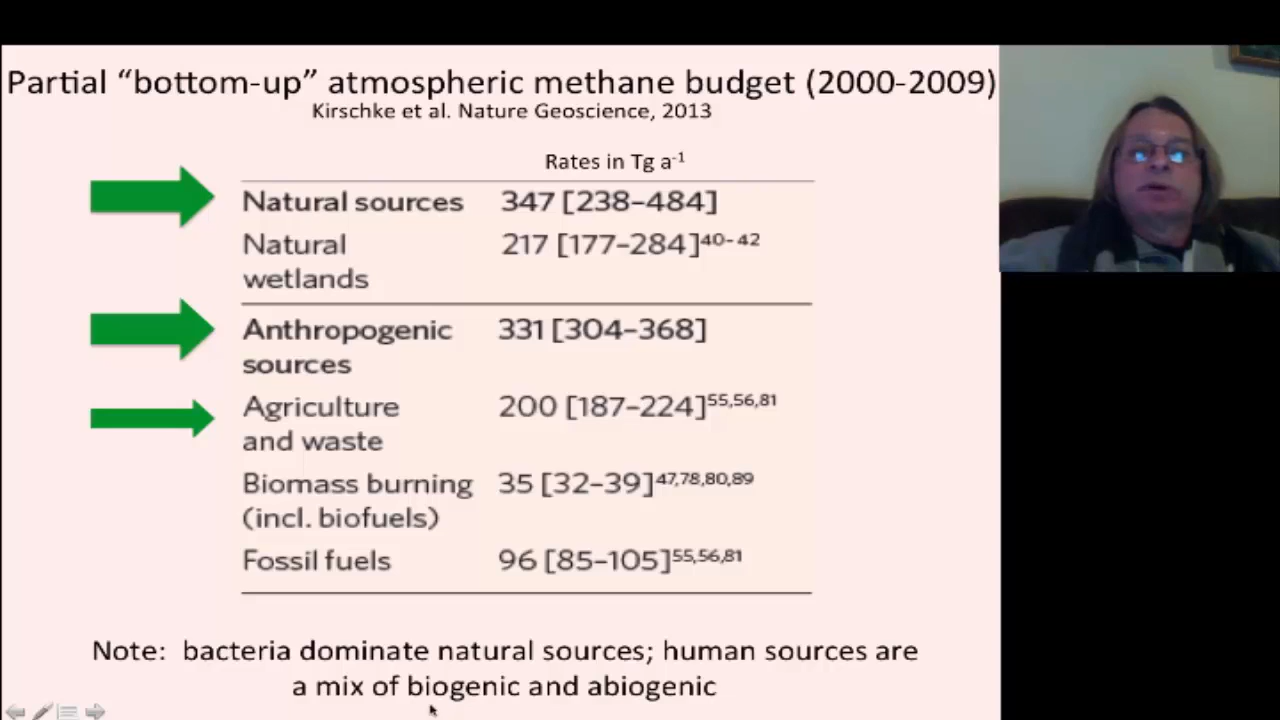 Partial “bottom-up” atmospheric methane budget (2000-2009)
Kirschke et al. Nature Geoscience, 2013
Rates in Tg a⁻¹
Natural sources 347 [238–484]
Natural 217 [177–284]⁴⁰⁻⁴²
wetlands
Anthropogenic 331 [304–368]
sources
Agriculture 200 [187–224]⁵⁵,⁵⁶,⁸¹
and waste
Biomass burning 35 [32–39]⁴⁷,⁷⁸,⁸⁰,⁸⁹
(incl. biofuels)
Fossil fuels 96 [85–105]⁵⁵,⁵⁶,⁸¹
Note: bacteria dominate natural sources; human sources are
a mix of biogenic and abiogenic